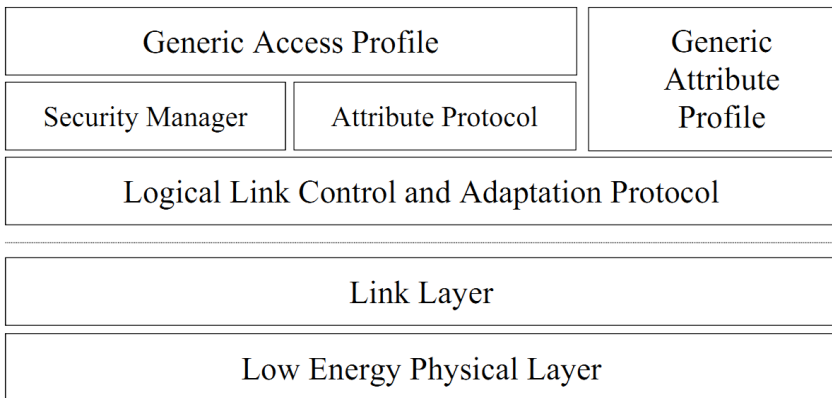 Generic Access Profile
Generic
Attribute
Profile
Security Manager
Attribute Protocol
Logical Link Control and Adaptation Protocol
Link Layer
Low Energy Physical Layer